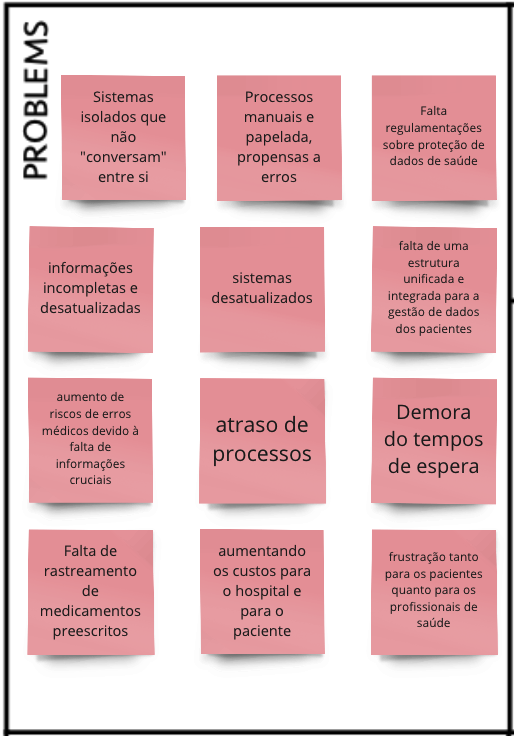 PROBLEMS
Sistemas
isolados que
não
"conversam"
entre si
Processos
manuais e
papelada,
propensas a
erros
Falta
regulamentações
sobre proteção de
dados de saúde
informações
incompletas e
desatualizadas
sistemas
desatualizados
falta de uma
estrutura
unificada e
integrada para a
gestão de dados
dos pacientes
aumento de
riscos de erros
médicos devido à
falta de
informações
cruciais
atraso de
processos
Demora
do tempos
de espera
Falta de
rastreamento
de
medicamentos
preescritos
aumentando
os custos para
o hospital e
para o
paciente
frustração tanto
para os pacientes
quanto para os
profissionais de
saúde